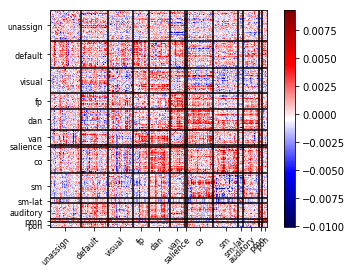 unassign
default
visual
fp
dan
van
salience
co
sm
sm-lat
auditory
pmn
pon
unassign
default
visual
fp
dan
van
salience
co
sm
sm-lat
auditory
0.0075
0.0050
0.0025
0.0000
−0.0025
−0.0050
−0.0075
−0.0100